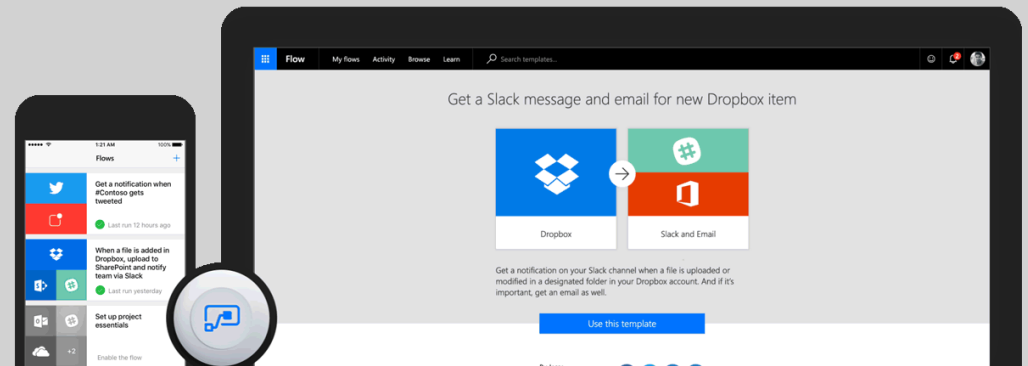 1:21 AM
100%
Flows
+
Get a notification when
#Contoso gets
tweeted
Last run 12 hours ago
When a file is added in
Dropbox, upload to
SharePoint and notify
team via Slack
Last run yesterday
Set up project
essentials
+2
Enable the flow
Flow
My flows
Activity
Browse
Learn
Search templates...
2
Get a Slack message and email for new Dropbox item
Dropbox
Slack and Email
Get a notification on your Slack channel when a file is uploaded or
modified in a designated folder in your Dropbox account. And if it's
important, get an email as well.
Use this template